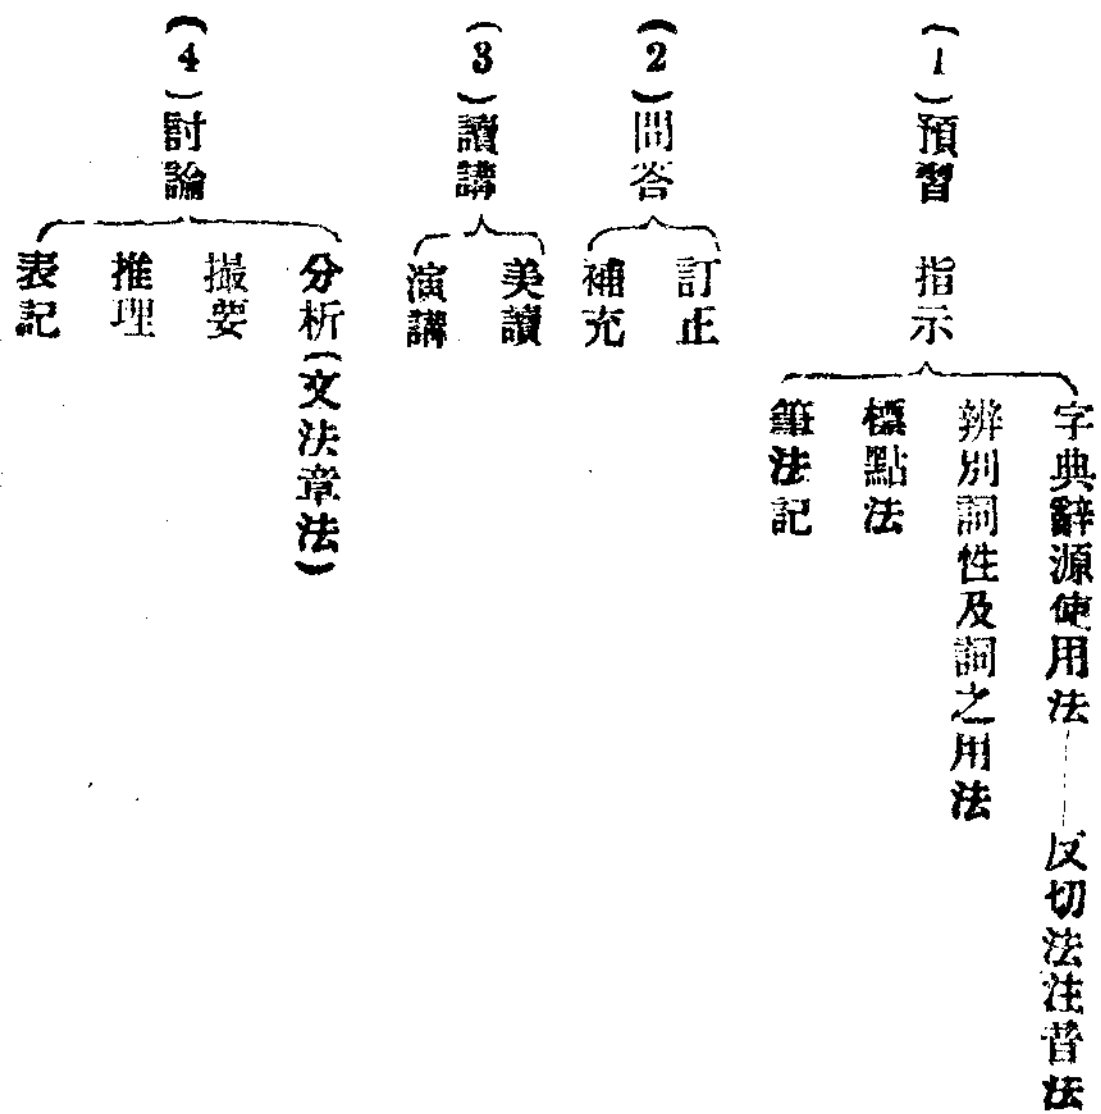 (1)預習
指示
字典辭源使用法——反切法注音法
辨別詞性及詞之用法
標點法
筆法記
(2)問答
訂正
補充
(3)讀講
美讀
演講
(4)討論
分析(文法章法)
撮要
推理
表記